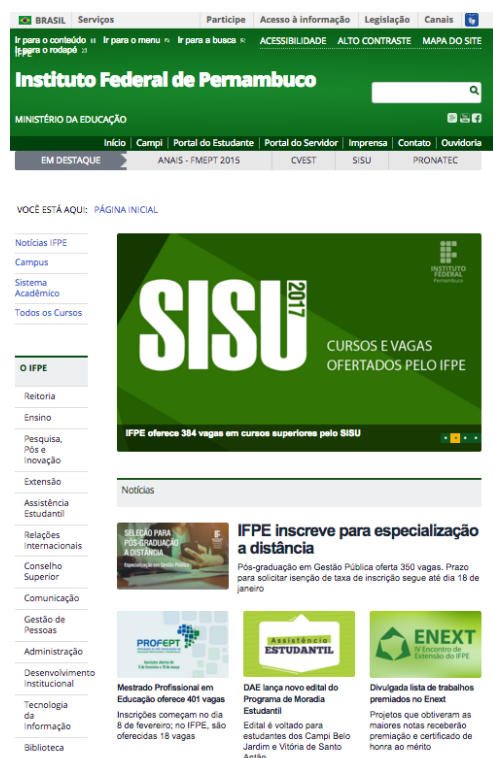 BRASIL Serviços Participe Acesso à informação Legislação Canais
Ir para o conteúdo Ir para o menu Ir para a busca ACESSIBILIDADE ALTO CONTRASTE MAPA DO SITE
Ir para o rodapé
IFPE
Instituto Federal de Pernambuco
MINISTÉRIO DA EDUCAÇÃO
Início Campi Portal do Estudante Portal do Servidor Imprensa Contato Ouvidoria
EM DESTAQUE ANAIS - FMEPT 2015 CVEST SISU PRONATEC
VOCÊ ESTÁ AQUI: PÁGINA INICIAL
Notícias IFPE
Campus
Sistema
Acadêmico
Todos os Cursos
O IFPE
Reitoria
Ensino
Pesquisa,
Pós e
Inovação
Extensão
Assistência
Estudantil
Relações
Internacionais
Conselho
Superior
Comunicação
Gestão de
Pessoas
Administração
Desenvolvimento
Institucional
Tecnologia
da
Informação
Biblioteca
INSTITUTO
FEDERAL
Pernambuco
SISU 2017
CURSOS E VAGAS
OFERTADOS PELO IFPE
IFPE oferece 384 vagas em cursos superiores pelo SiSU
Notícias
SELEÇÃO PARA
PÓS-GRADUAÇÃO
A DISTÂNCIA
Especialização em Gestão Pública
IFPE inscreve para especialização
a distância
Pós-graduação em Gestão Pública oferta 350 vagas. Prazo
para solicitar isenção de taxa de inscrição segue até dia 18 de
janeiro
PROFEPT
Mestrado Profissional em
Educação oferece 401 vagas
Inscrições começam no dia
8 de fevereiro; no IFPE, são
oferecidas 18 vagas
Assistência
ESTUDANTIL
DAE lança novo edital do
Programa de Moradia
Estudantil
Edital é voltado para
estudantes dos Campi Belo
Jardim e Vitória de Santo
Antão
ENEXT
IV Encontro de
Extensão do IFPE
Divulgada lista de trabalhos
premiados no Enext
Projetos que obtiveram as
maiores notas receberão
premiação e certificado de
honra ao mérito